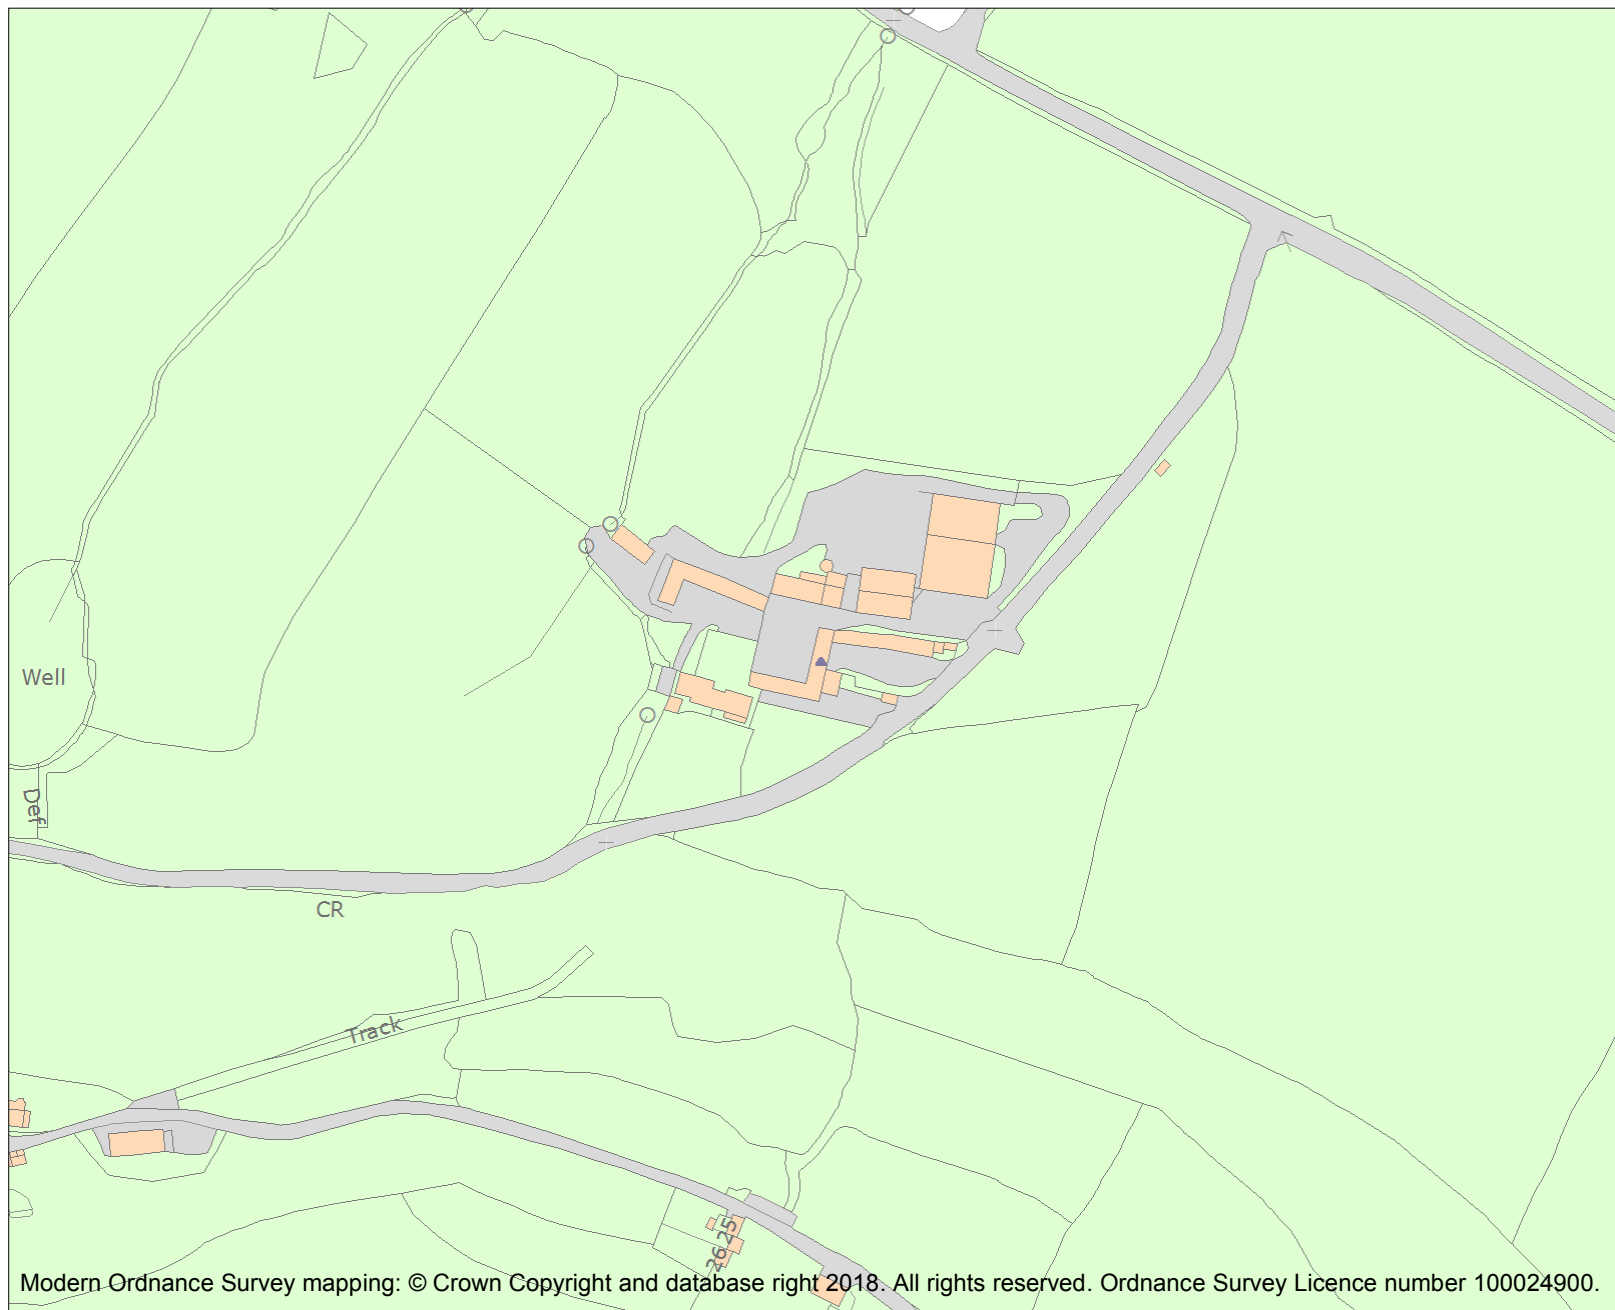 Well
Def
CR
Track
26 25
Modern Ordnance Survey mapping: © Crown Copyright and database right 2018. All rights reserved. Ordnance Survey Licence number 100024900.